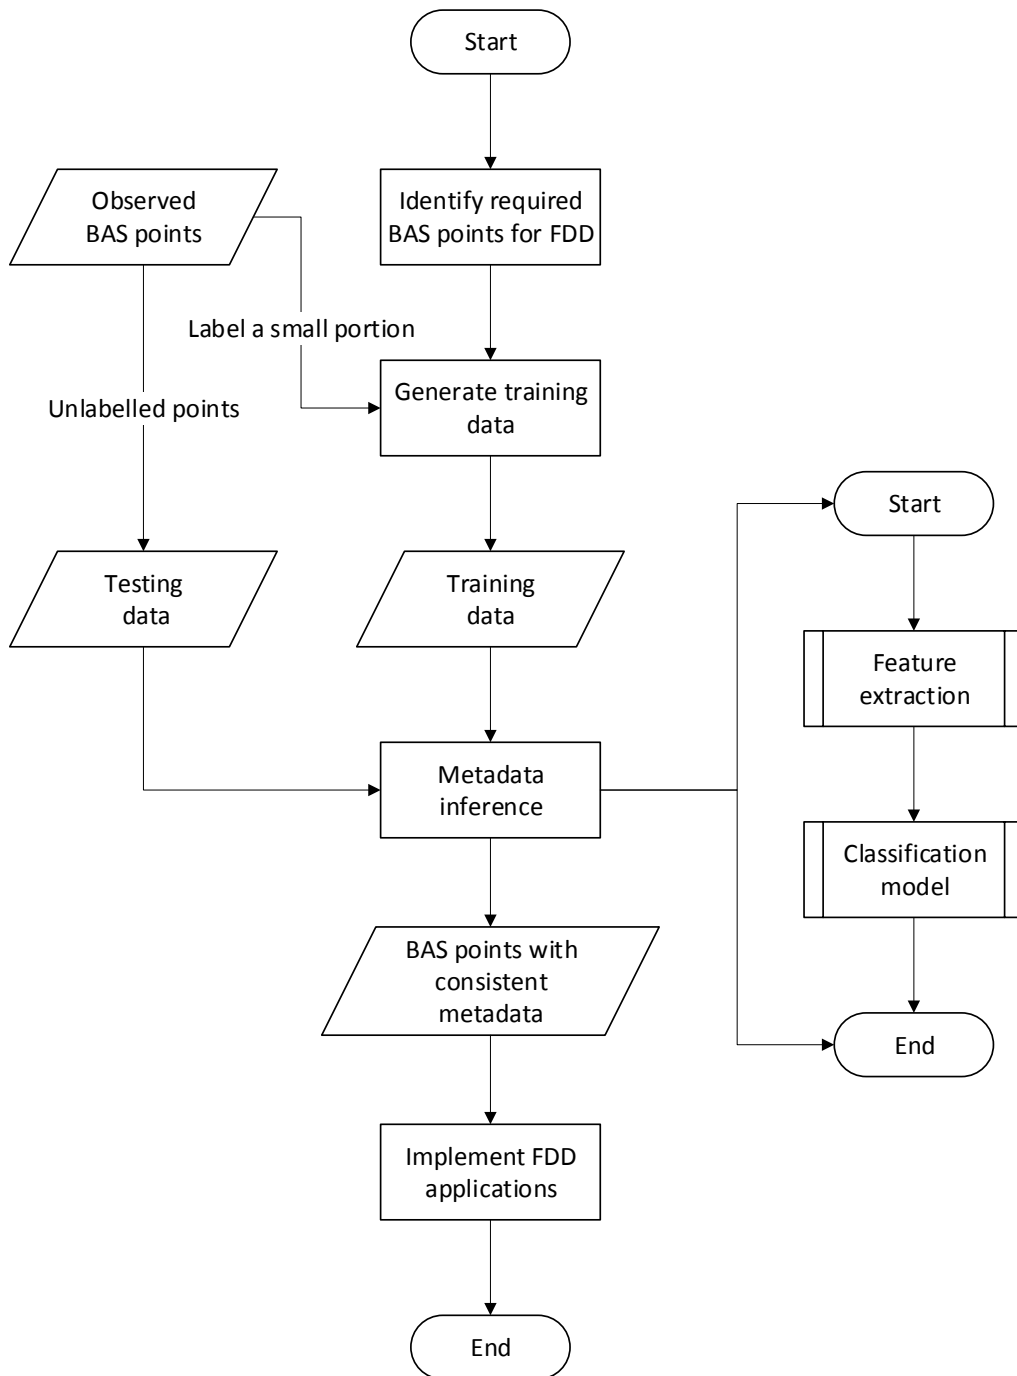 Start
Observed
BAS points
Identify required
BAS points for FDD
Label a small portion
Generate training
data
Unlabelled points
Testing
data
Training
data
Metadata
inference
BAS points with
consistent
metadata
Implement FDD
applications
End
Start
Feature
extraction
Classification
model
End